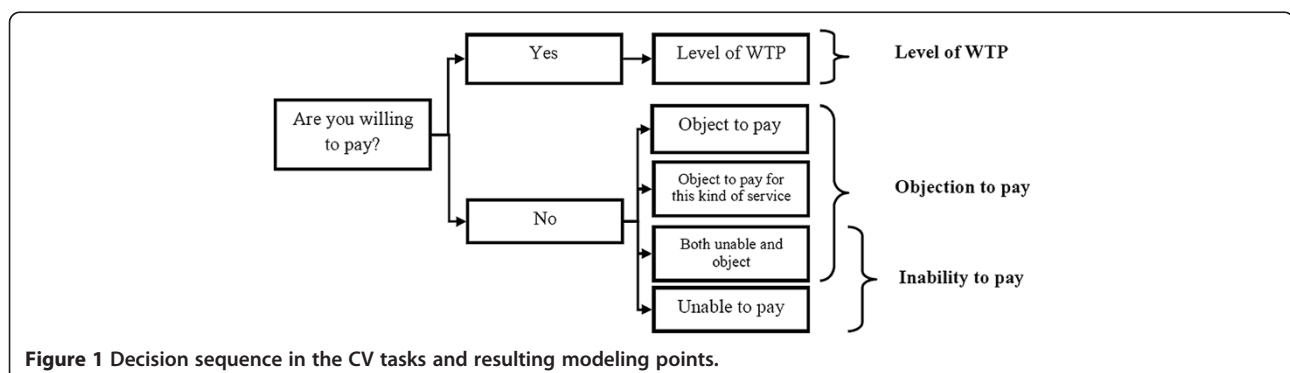 Yes
Level of WTP
Level of WTP
Are you willing
to pay?
Object to pay
Object to pay for
this kind of service
Objection to pay
No
Both unable and
object
Inability to pay
Unable to pay
Figure 1 Decision sequence in the CV tasks and resulting modeling points.